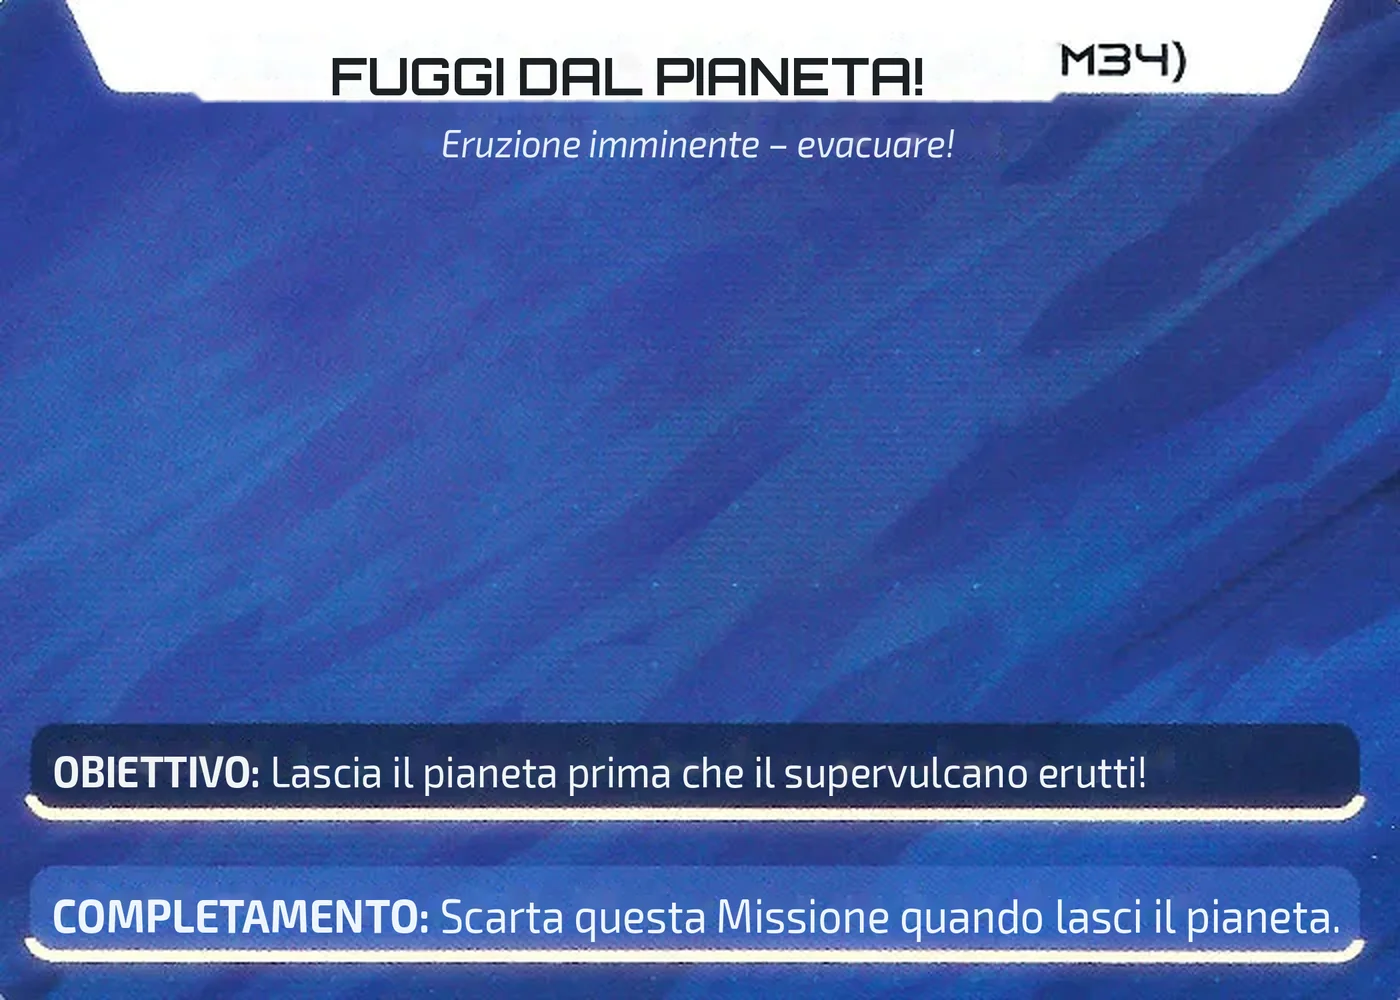 FUGGI DAL PIANETA!
M34)
Eruzione imminente – evacuare!
OBIETTIVO: Lascia il pianeta prima che il supervulcano erutti!
COMPLETAMENTO: Scarta questa Missione quando lasci il pianeta.